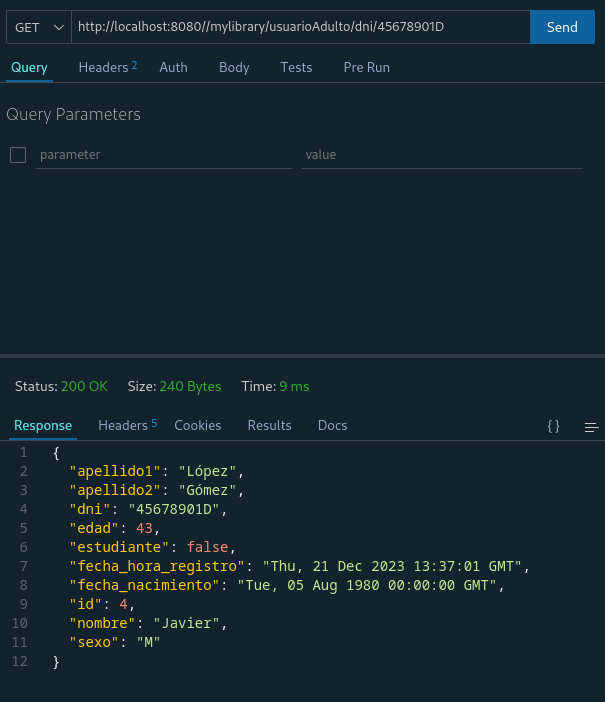 GET http://localhost:8080//mylibrary/usuarioAdulto/dni/45678901D Send
Query Headers 2 Auth Body Tests Pre Run
Query Parameters
parameter value
Status: 200 OK Size: 240 Bytes Time: 9 ms
Response Headers 5 Cookies Results Docs {}
1 {
2 "apellido1": "López",
3 "apellido2": "Gómez",
4 "dni": "45678901D",
5 "edad": 43,
6 "estudiante": false,
7 "fecha_hora_registro": "Thu, 21 Dec 2023 13:37:01 GMT",
8 "fecha_nacimiento": "Tue, 05 Aug 1980 00:00:00 GMT",
9 "id": 4,
10 "nombre": "Javier",
11 "sexo": "M"
12 }